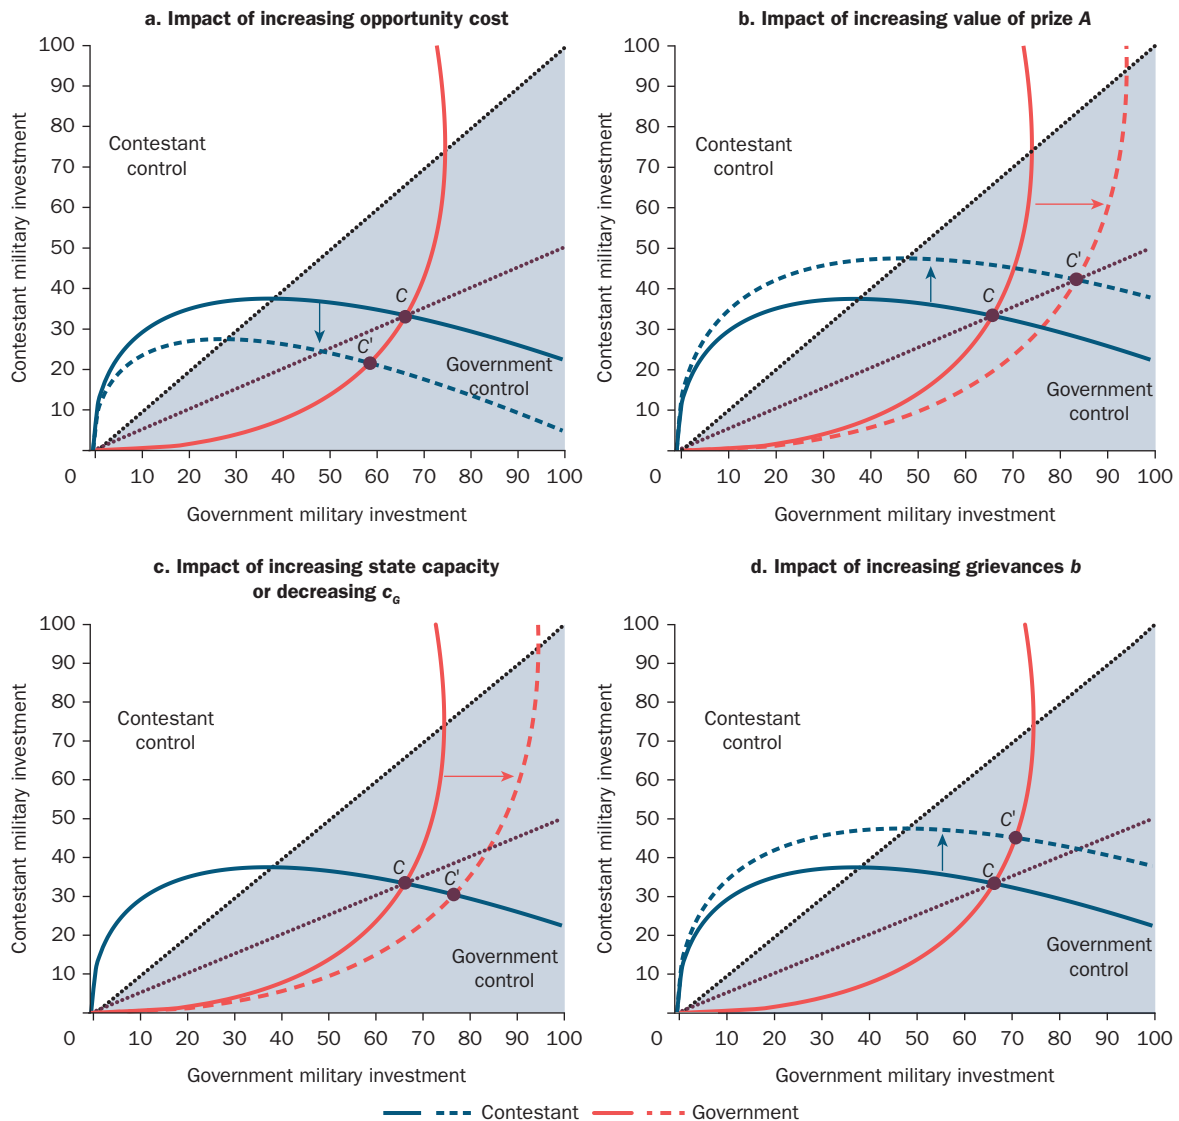 a. Impact of increasing opportunity cost
Contestant military investment
100
90
80
70
60
50
40
30
20
10
Contestant
control
C
C'
Government
control
0 10 20 30 40 50 60 70 80 90 100
Government military investment
b. Impact of increasing value of prize A
Contestant military investment
100
90
80
70
60
50
40
30
20
10
Contestant
control
C
C'
Government
control
0 10 20 30 40 50 60 70 80 90 100
Government military investment
c. Impact of increasing state capacity
or decreasing cG
Contestant military investment
100
90
80
70
60
50
40
30
20
10
Contestant
control
C
C'
Government
control
0 10 20 30 40 50 60 70 80 90 100
Government military investment
d. Impact of increasing grievances b
Contestant military investment
100
90
80
70
60
50
40
30
20
10
Contestant
control
C'
C
Government
control
0 10 20 30 40 50 60 70 80 90 100
Government military investment
Contestant Government